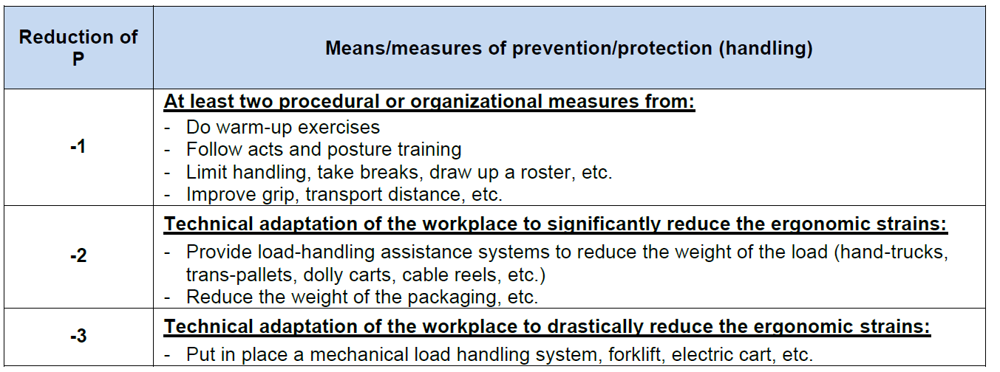 Reduction of
P
Means/measures of prevention/protection (handling)
-1
At least two procedural or organizational measures from:
- Do warm-up exercises
- Follow acts and posture training
- Limit handling, take breaks, draw up a roster, etc.
- Improve grip, transport distance, etc.
-2
Technical adaptation of the workplace to significantly reduce the ergonomic strains:
- Provide load-handling assistance systems to reduce the weight of the load (hand-trucks,
trans-pallets, dolly carts, cable reels, etc.)
- Reduce the weight of the packaging, etc.
-3
Technical adaptation of the workplace to drastically reduce the ergonomic strains:
- Put in place a mechanical load handling system, forklift, electric cart, etc.